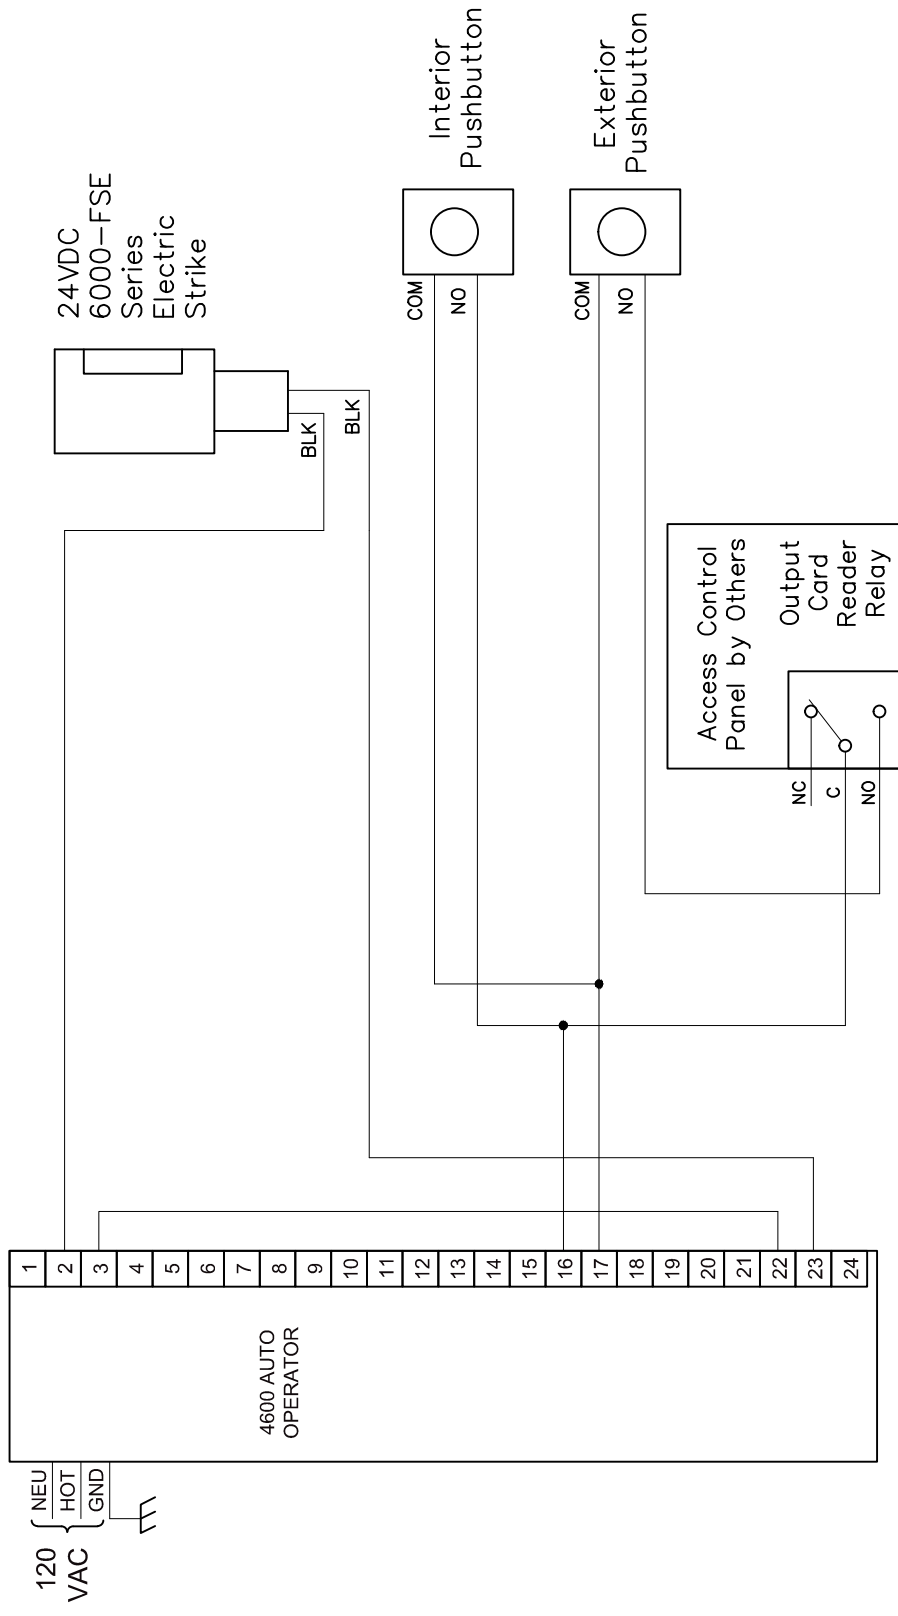 120
VAC
NEU
HOT
GND
4600 AUTO
OPERATOR
1
2
3
4
5
6
7
8
9
10
11
12
13
14
15
16
17
18
19
20
21
22
23
24
24VDC
6000-FSE
Series
Electric
Strike
BLK
BLK
Interior
Pushbutton
COM
NO
Exterior
Pushbutton
COM
NO
Access Control
Panel by Others
Output
Card
Reader
Relay
NC
C
NO